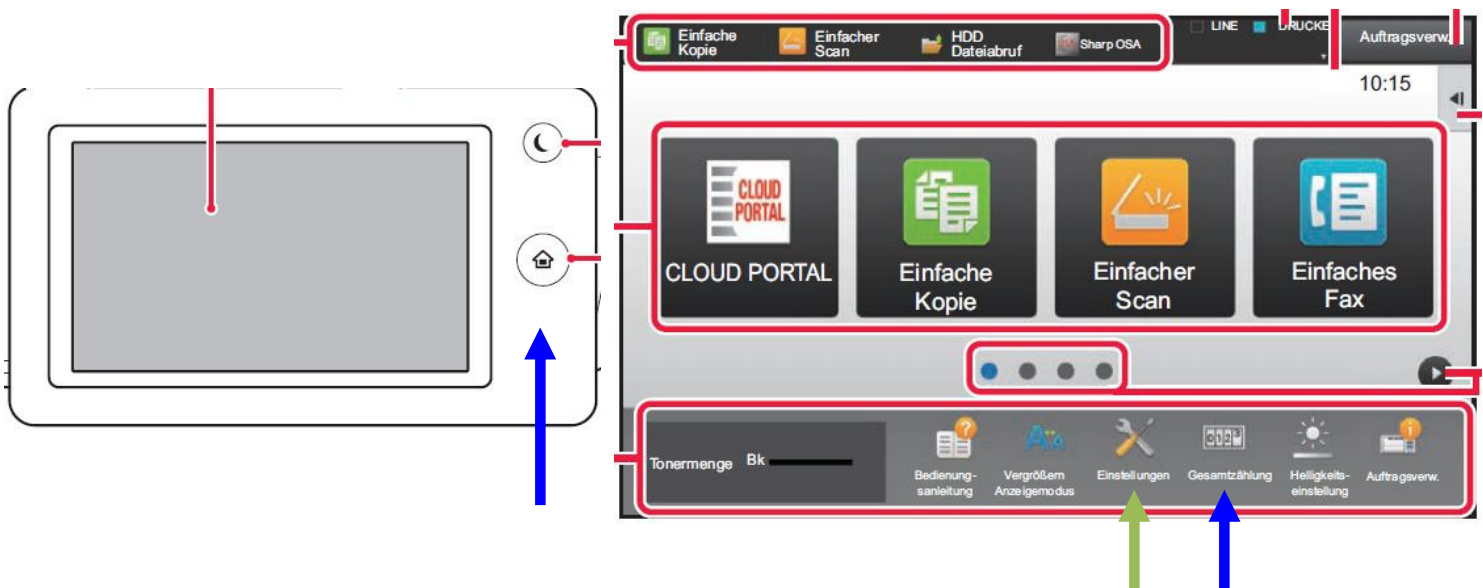 Einfache
Kopie
Einfacher
Scan
HDD
Dateiabruf
Sharp OSA
LINE
DRUCKE
Auftragsverw.
10:15
CLOUD
PORTAL
CLOUD PORTAL
Einfache
Kopie
Einfacher
Scan
Einfaches
Fax
Tonermenge Bk
Bedienung-
sanleitung
Vergrößern
Anzeigemodus
Einstellungen
Gesamtzählung
Helligkeits-
einstellung
Auftragsverw.